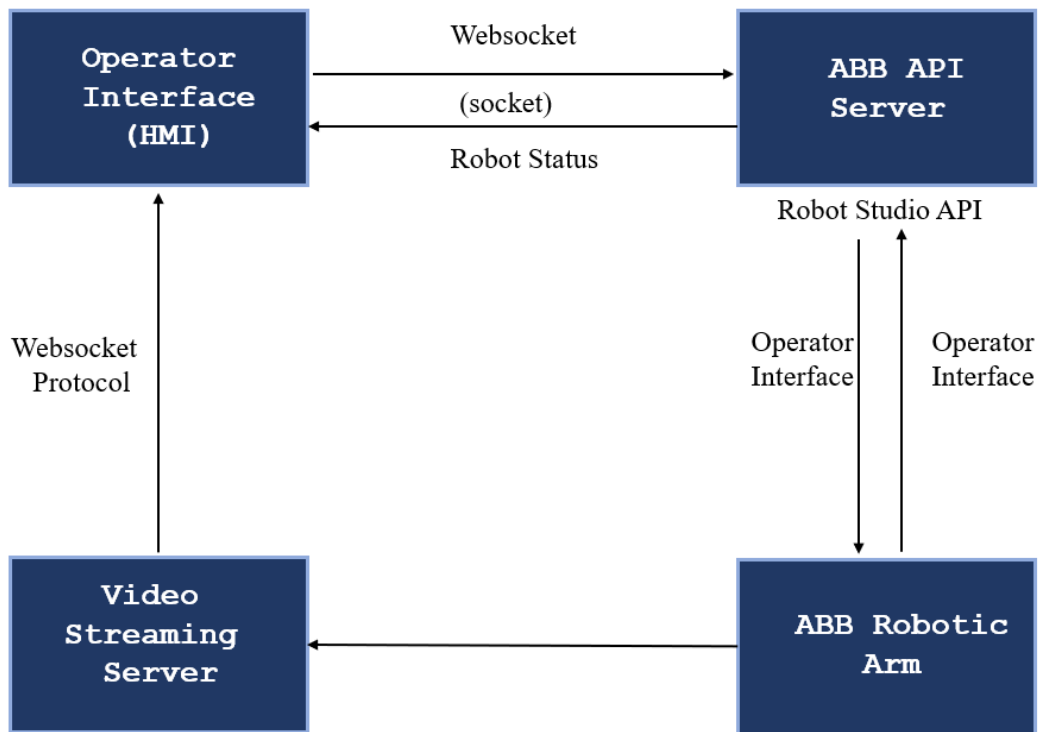 Operator
Interface
(HMI)
Websocket
(socket)
Robot Status
ABB API
Server
Robot Studio API
Websocket
Protocol
Operator
Interface
Operator
Interface
Video
Streaming
Server
ABB Robotic
Arm